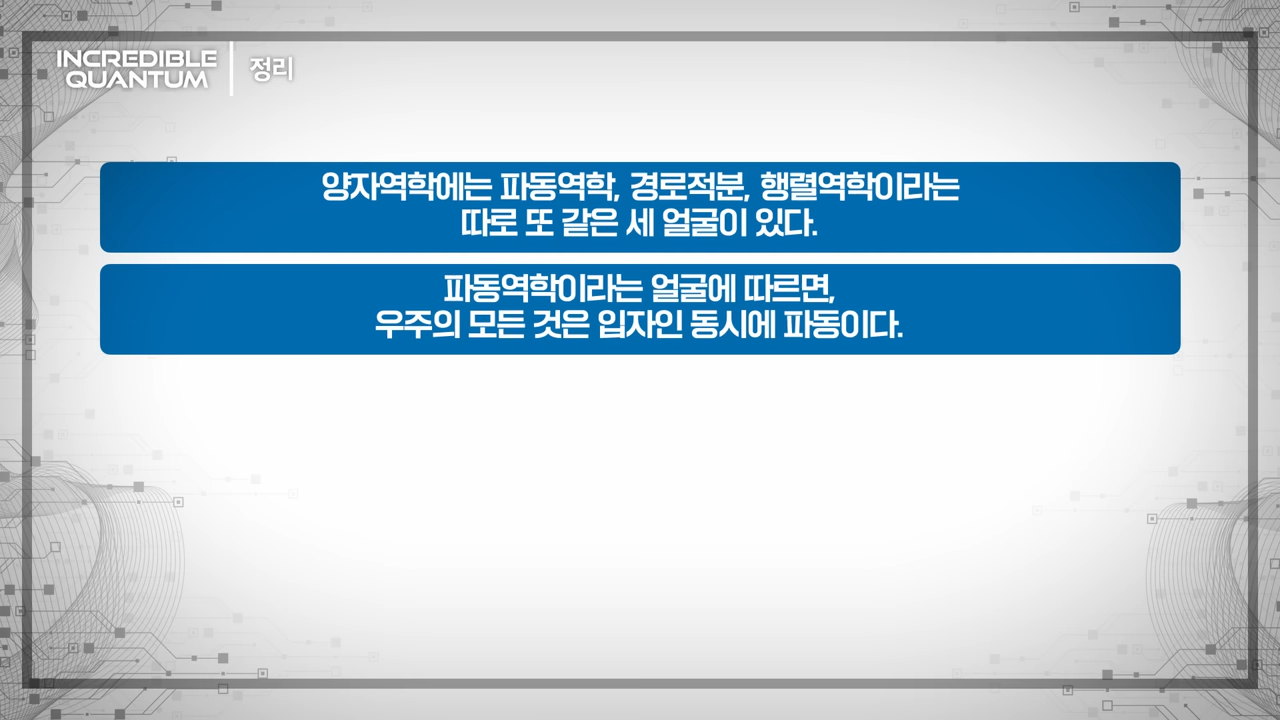 INCREDIBLE
QUANTUM
정리
양자역학에는 파동역학, 경로적분, 행렬역학이라는
따로 또 같은 세 얼굴이 있다.
파동역학이라는 얼굴에 따르면,
우주의 모든 것은 입자인 동시에 파동이다.